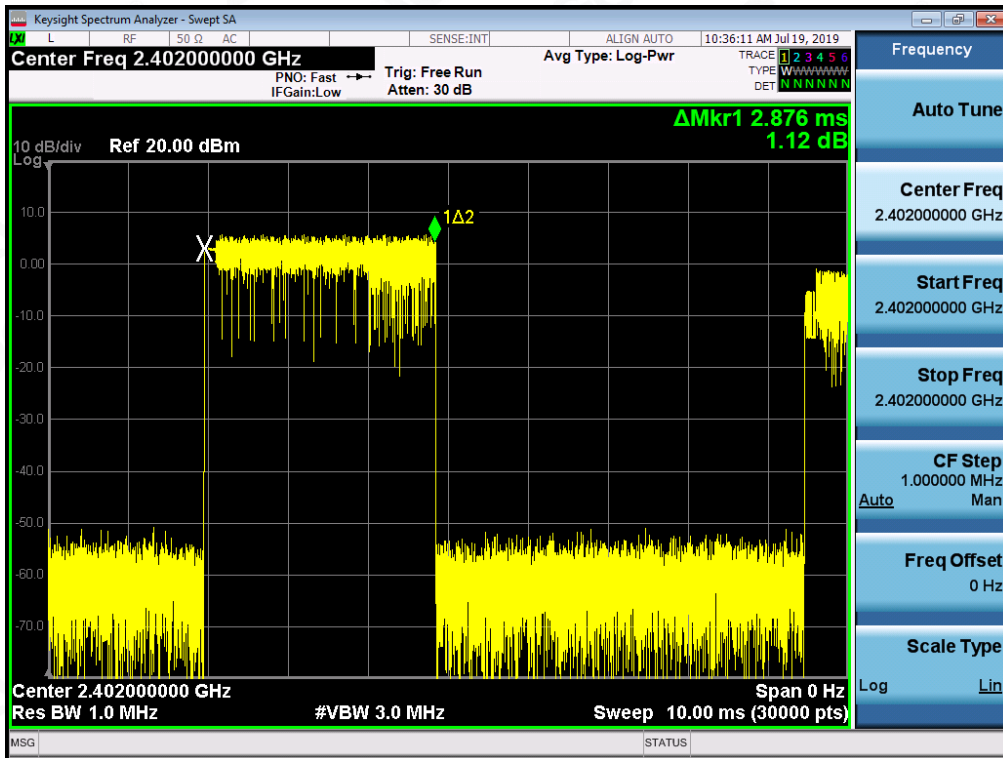 Keysight Spectrum Analyzer - Swept SA
LXI L RF 50 Ω AC SENSE:INT ALIGN AUTO 10:36:11 AM Jul 19, 2019
Center Freq 2.402000000 GHz
PNO: Fast
IFGain:Low
Trig: Free Run
Atten: 30 dB
Avg Type: Log-Pwr
TRACE 1 2 3 4 5 6
TYPE WWWWWW
DET N N N N N N
ΔMkr1 2.876 ms
1.12 dB
10 dB/div Ref 20.00 dBm
Log
10.0
0.00
-10.0
-20.0
-30.0
-40.0
-50.0
-60.0
-70.0
X
1Δ2
Center 2.402000000 GHz Span 0 Hz
Res BW 1.0 MHz #VBW 3.0 MHz Sweep 10.00 ms (30000 pts)
MSG STATUS
Frequency
Auto Tune
Center Freq
2.402000000 GHz
Start Freq
2.402000000 GHz
Stop Freq
2.402000000 GHz
CF Step
1.000000 MHz
Auto Man
Freq Offset
0 Hz
Scale Type
Log Lin